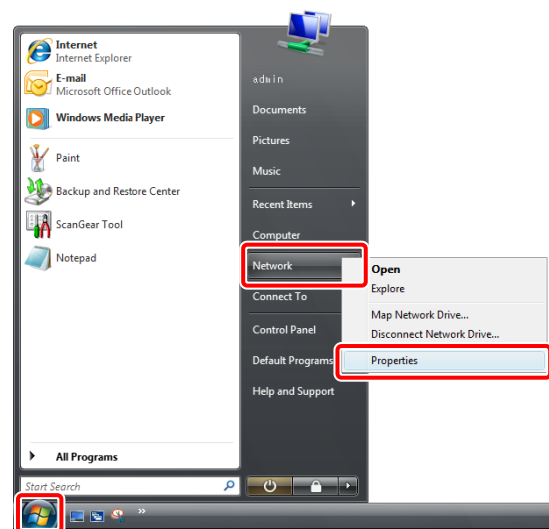 Internet
Internet Explorer
E-mail
Microsoft Office Outlook
Windows Media Player
Paint
Backup and Restore Center
ScanGear Tool
Notepad
All Programs
Start Search
admin
Documents
Pictures
Music
Recent Items
Computer
Network
Connect To
Control Panel
Default Programs
Help and Support
Open
Explore
Map Network Drive...
Disconnect Network Drive...
Properties